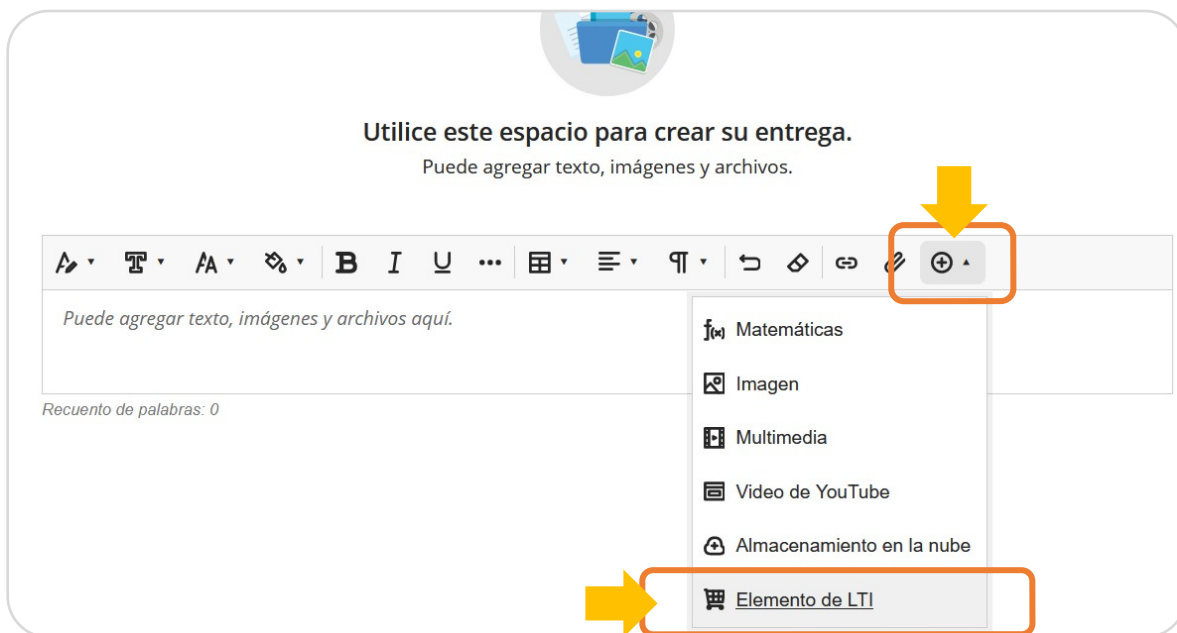 Utilice este espacio para crear su entrega.
Puede agregar texto, imágenes y archivos.
Puede agregar texto, imágenes y archivos aquí.
Recuento de palabras: 0
Matemáticas
Imagen
Multimedia
Video de YouTube
Almacenamiento en la nube
Elemento de LTI